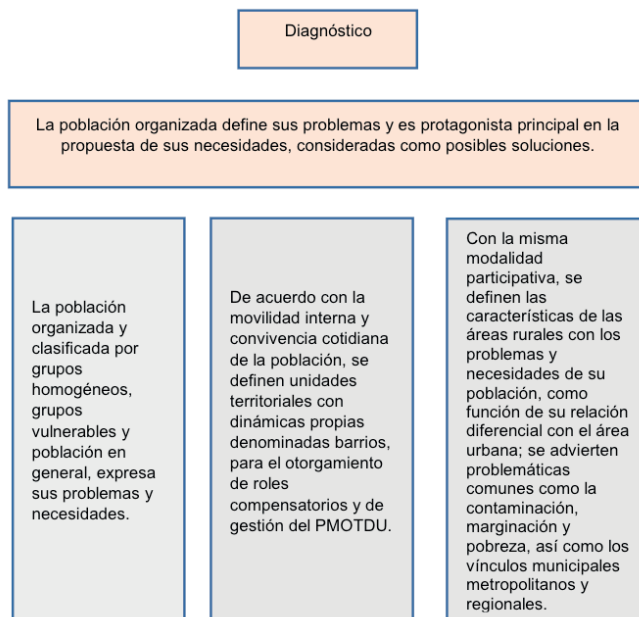 Diagnóstico
La población organizada define sus problemas y es protagonista principal en la
propuesta de sus necesidades, consideradas como posibles soluciones.
La población
organizada y
clasificada por
grupos
homogéneos,
grupos
vulnerables y
población en
general, expresa
sus problemas y
necesidades.
De acuerdo con la
movilidad interna y
convivencia cotidiana
de la población, se
definen unidades
territoriales con
dinámicas propias
denominadas barrios,
para el otorgamiento
de roles
compensatorios y de
gestión del PMOTDU.
Con la misma
modalidad
participativa, se
definen las
características de las
áreas rurales con los
problemas y
necesidades de su
población, como
función de su relación
diferencial con el área
urbana; se advierten
problemáticas
comunes como la
contaminación,
marginación y
pobreza, así como los
vínculos municipales
metropolitanos y
regionales.